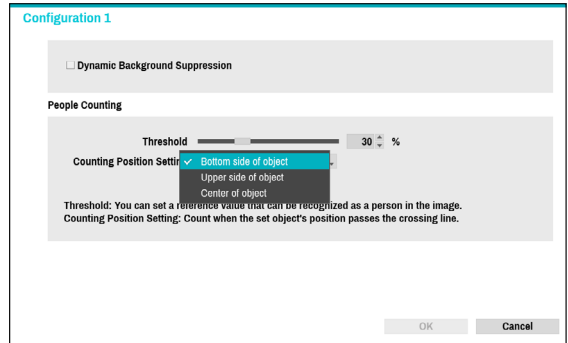 Configuration 1
Dynamic Background Suppression
People Counting
Threshold 30 %
Counting Position Settin
Bottom side of object
Upper side of object
Center of object
Threshold: You can set a reference value that can be recognized as a person in the image.
Counting Position Setting: Count when the set object's position passes the crossing line.
OK Cancel